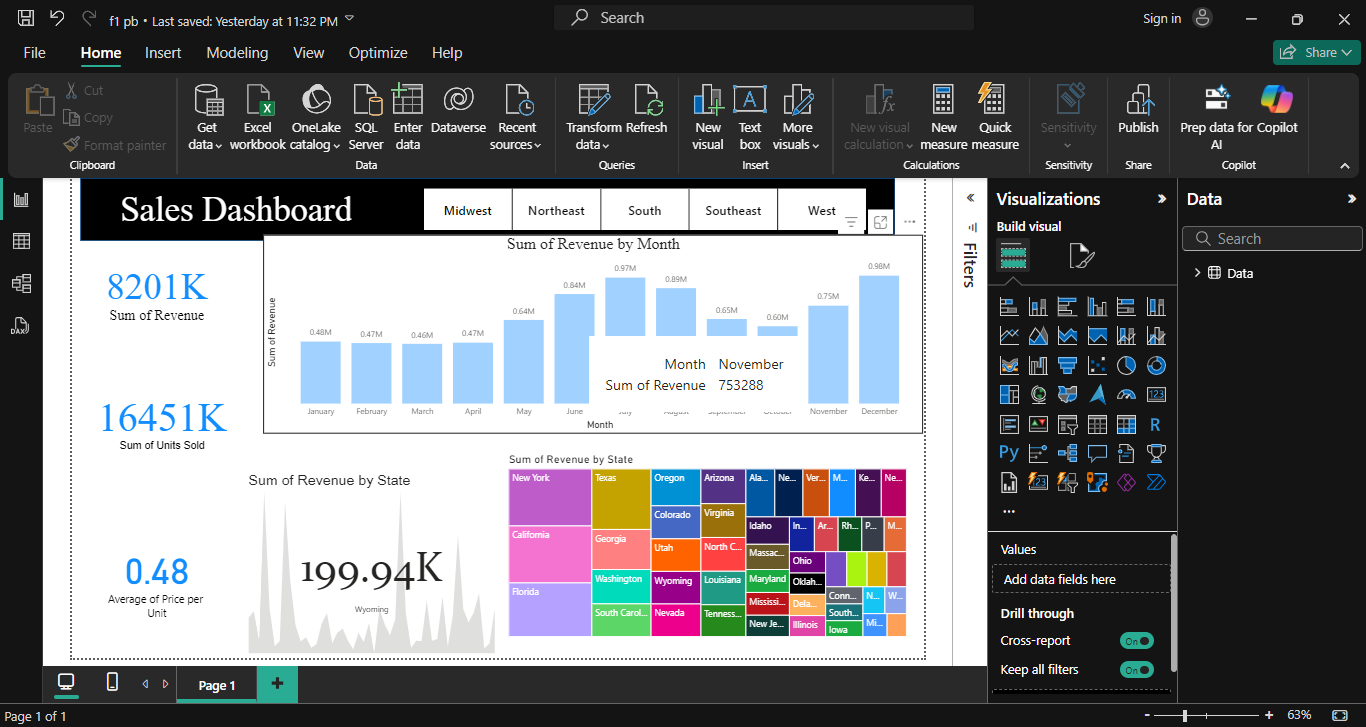 f1 pb • Last saved: Yesterday at 11:32 PM
Search
Sign in
File Home Insert Modeling View Optimize Help
Share
Paste
Cut
Copy
Format painter
Clipboard
Get data
Excel workbook
OneLake catalog
SQL Server
Enter data
Dataverse
Recent sources
Data
Transform data
Refresh
Queries
New visual
Text box
More visuals
Insert
New visual calculation
New measure
Quick measure
Calculations
Sensitivity
Sensitivity
Publish
Share
Prep data for AI
Copilot
Copilot
DAX
Sales Dashboard
Midwest Northeast South Southeast West
8201K
Sum of Revenue
16451K
Sum of Units Sold
0.48
Average of Price per
Unit
Sum of Revenue by Month
Sum of Revenue
0.48M 0.47M 0.46M 0.47M 0.64M 0.84M 0.97M 0.89M 0.65M 0.60M 0.75M 0.98M
Month November
Sum of Revenue 753288
January February March April May June July August September October November December
Month
Sum of Revenue by State
199.94K
Wyoming
Sum of Revenue by State
New York
California
Florida
Texas
Georgia
Washington
South Carol...
Oregon
Colorado
Utah
Wyoming
Nevada
Arizona
Virginia
North C...
Louisiana
Tenness...
Ala... Ne... Ver... M... Ke... Ne...
Idaho
Massac...
Maryland
Mississi...
New Je...
In... Ar... Rh... P... M...
Ohio
Oklah...
Dela...
Illinois
Conn...
South...
Iowa
N... W...
Mi...
Filters
Visualizations
Build visual
123
R
Py
123
Values
Add data fields here
Drill through
Cross-report
On
Keep all filters
On
Data
Search
Data
Page 1
Page 1 of 1
63%